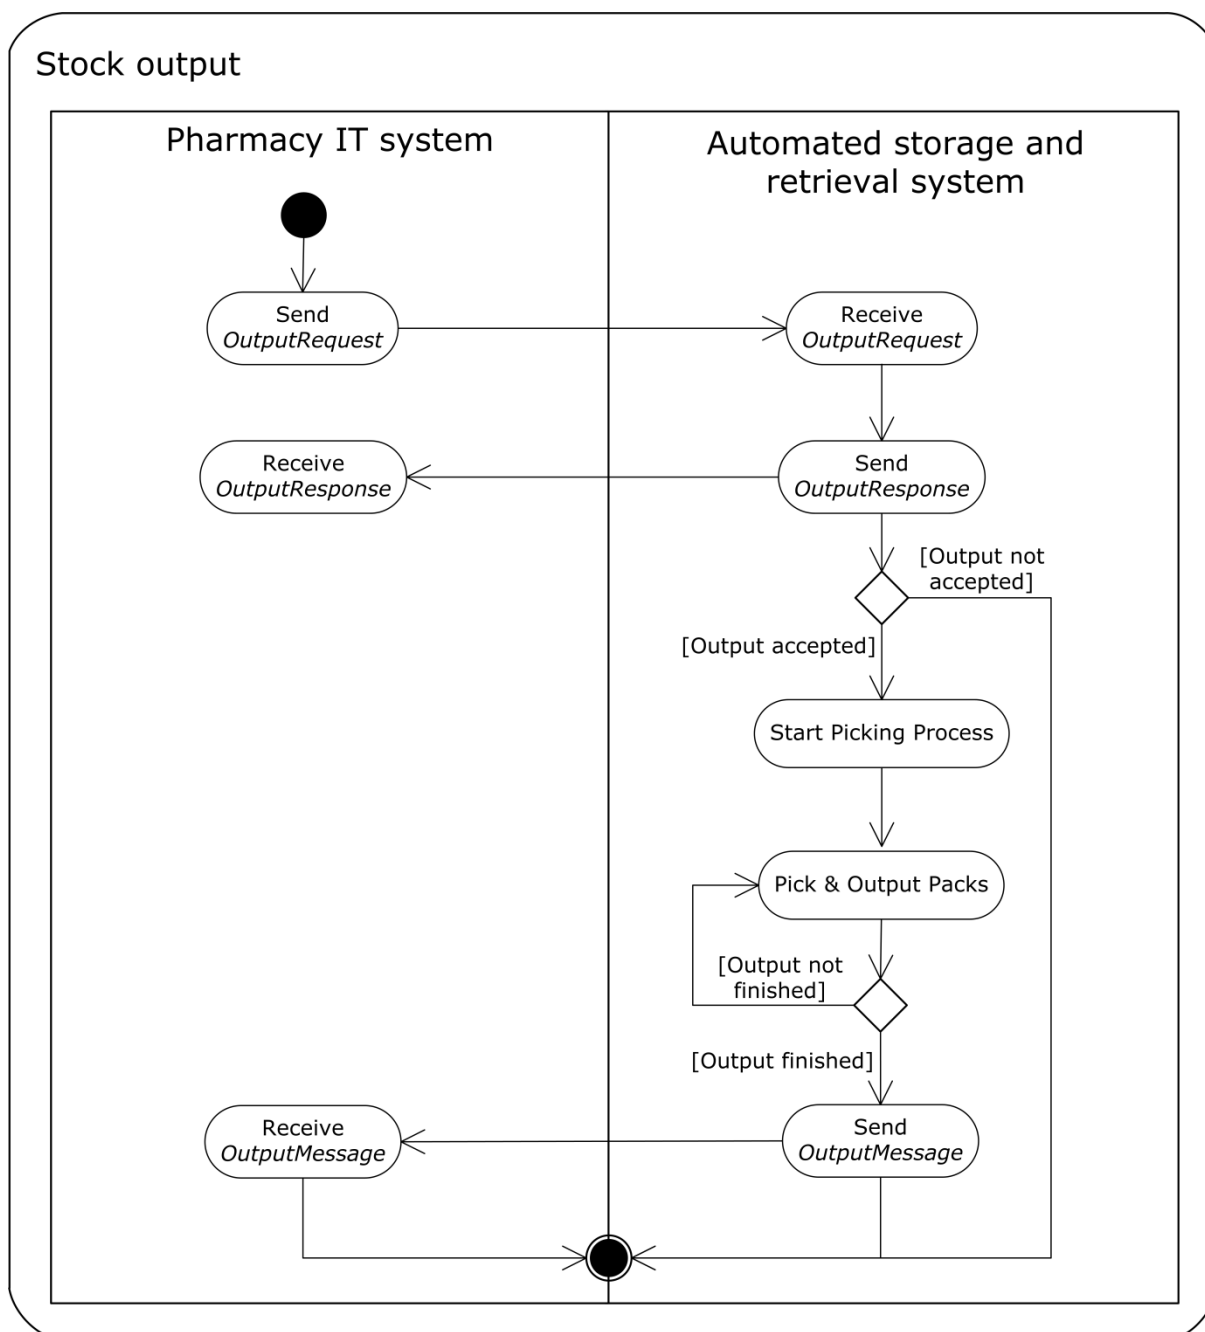 Stock output
Pharmacy IT system
Automated storage and
retrieval system
Send
OutputRequest
Receive
OutputRequest
Receive
OutputResponse
Send
OutputResponse
[Output not
accepted]
[Output accepted]
Start Picking Process
Pick & Output Packs
[Output not
finished]
[Output finished]
Receive
OutputMessage
Send
OutputMessage